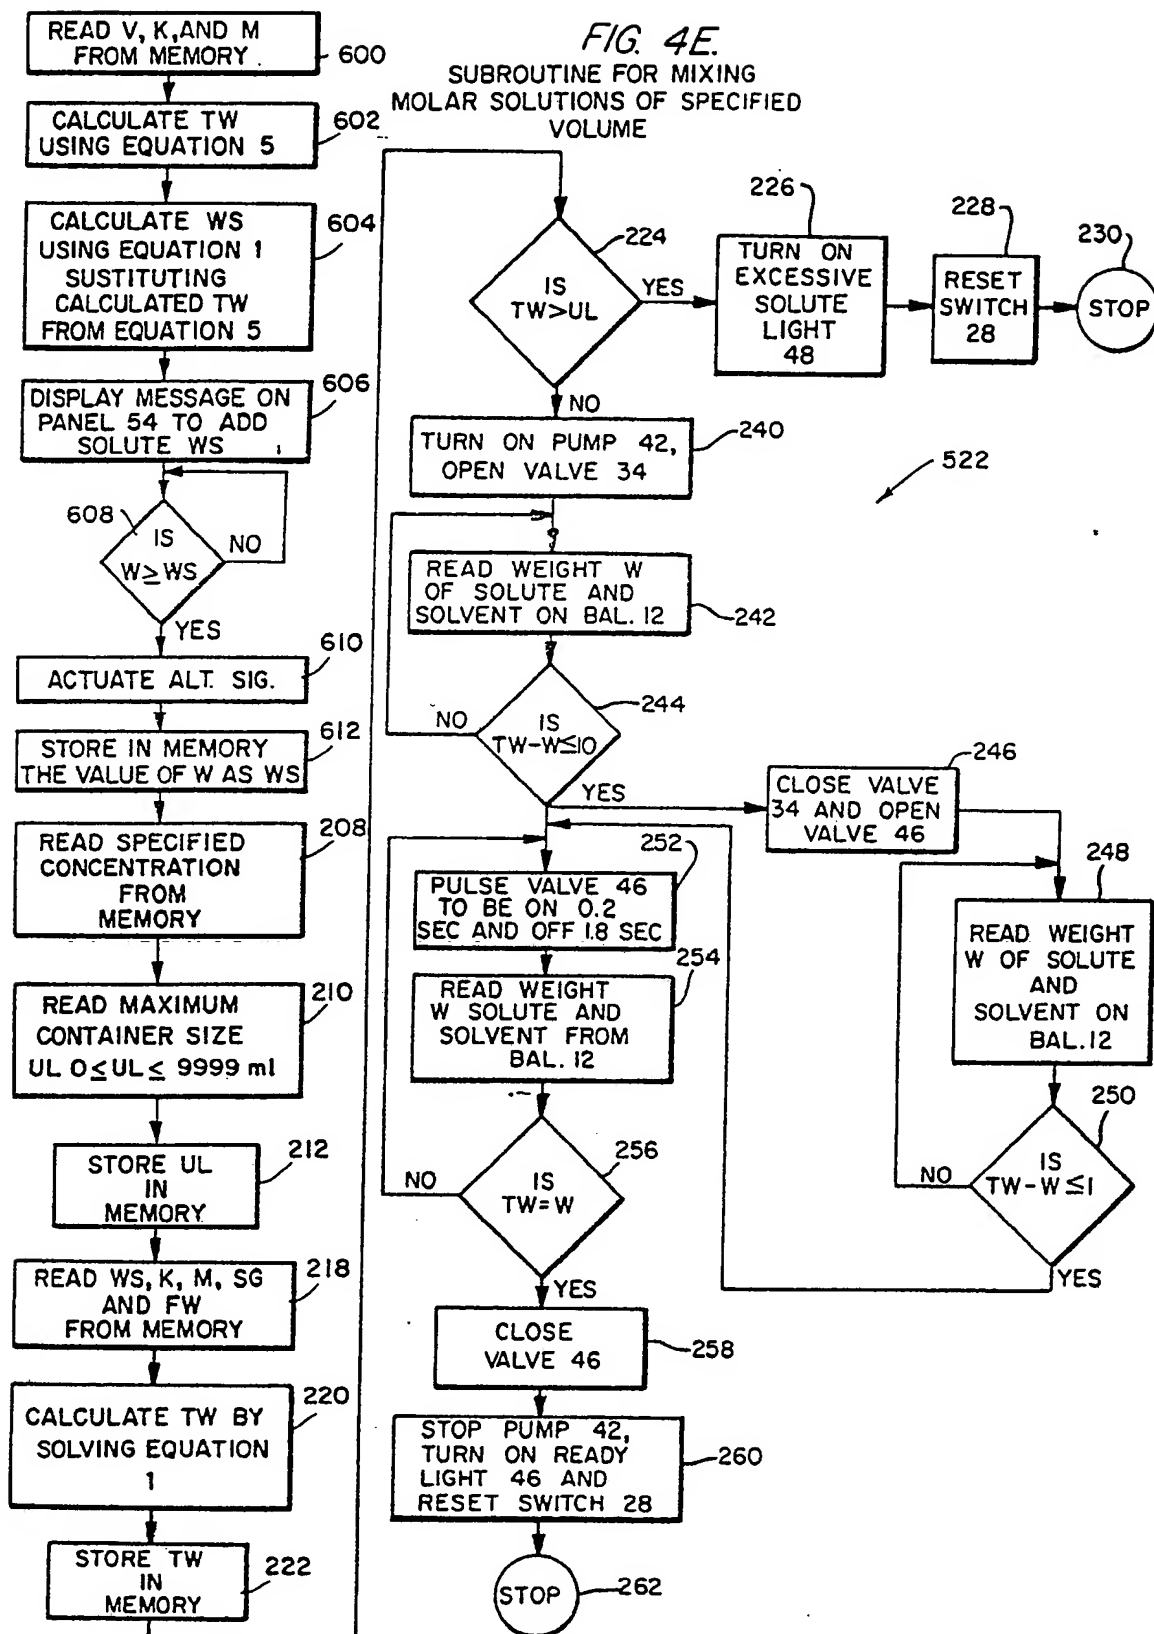 READ V, K, AND M
FROM MEMORY
600
CALCULATE TW
USING EQUATION 5
602
CALCULATE WS
USING EQUATION 1
SUSTITUTING
CALCULATED TW
FROM EQUATION 5
604
DISPLAY MESSAGE ON
PANEL 54 TO ADD
SOLUTE WS
606
608
IS
W ≥ WS
NO
YES
ACTUATE ALT. SIG.
610
STORE IN MEMORY
THE VALUE OF W AS WS
612
READ SPECIFIED
CONCENTRATION
FROM
MEMORY
208
READ MAXIMUM
CONTAINER SIZE
UL 0 ≤ UL ≤ 9999 ml
210
STORE UL
IN
MEMORY
212
READ WS, K, M, SG
AND FW
FROM MEMORY
218
CALCULATE TW BY
SOLVING EQUATION
1
220
STORE TW
IN
MEMORY
222
FIG. 4E.
SUBROUTINE FOR MIXING
MOLAR SOLUTIONS OF SPECIFIED
VOLUME
IS
TW > UL
224
YES
NO
TURN ON
EXCESSIVE
SOLUTE
LIGHT
48
226
RESET
SWITCH
28
228
STOP
230
TURN ON PUMP 42,
OPEN VALVE 34
240
522
READ WEIGHT W
OF SOLUTE AND
SOLVENT ON BAL. 12
242
IS
TW-W ≤ 10
244
NO
YES
CLOSE VALVE
34 AND OPEN
VALVE 46
246
READ WEIGHT
W OF SOLUTE
AND
SOLVENT ON
BAL. 12
248
IS
TW-W ≤ 1
250
NO
YES
PULSE VALVE 46
TO BE ON 0.2
SEC AND OFF 1.8 SEC
252
READ WEIGHT
W SOLUTE AND
SOLVENT FROM
BAL. 12
254
IS
TW = W
256
NO
YES
CLOSE
VALVE 46
258
STOP PUMP 42,
TURN ON READY
LIGHT 46 AND
RESET SWITCH 28
260
STOP
262